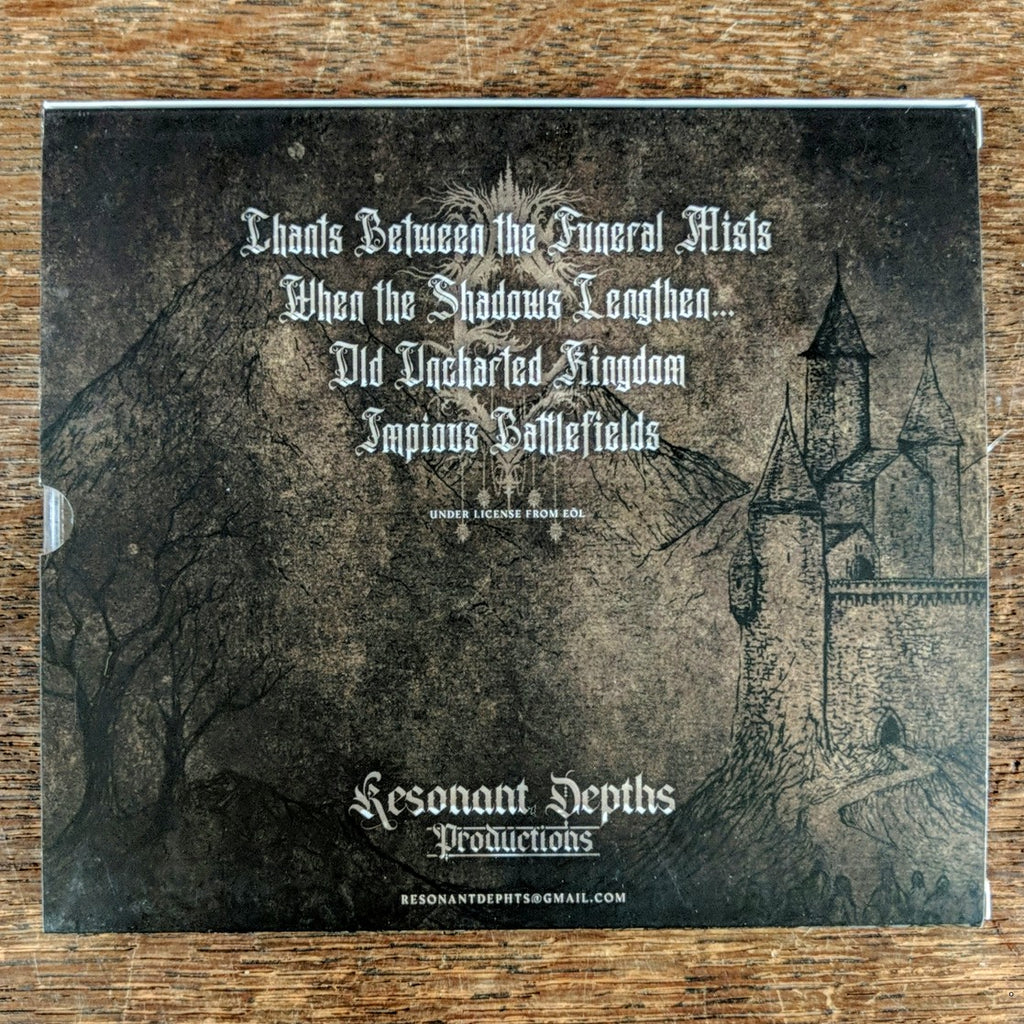 Chants Between the Funeral Mists
When the Shadows Lengthen...
Old Uncharted Kingdom
Impious Battlefields
UNDER LICENSE FROM EÖL
Resonant Depths
Productions
RESONANTDEPHTS@GMAIL.COM